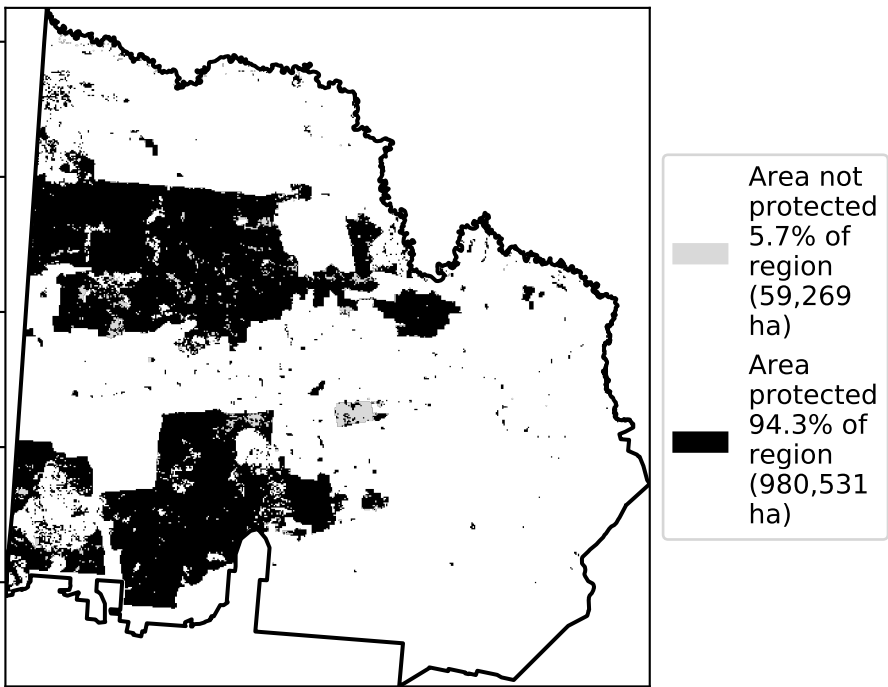 Area not
protected
5.7% of
region
(59,269
ha)
Area
protected
94.3% of
region
(980,531
ha)